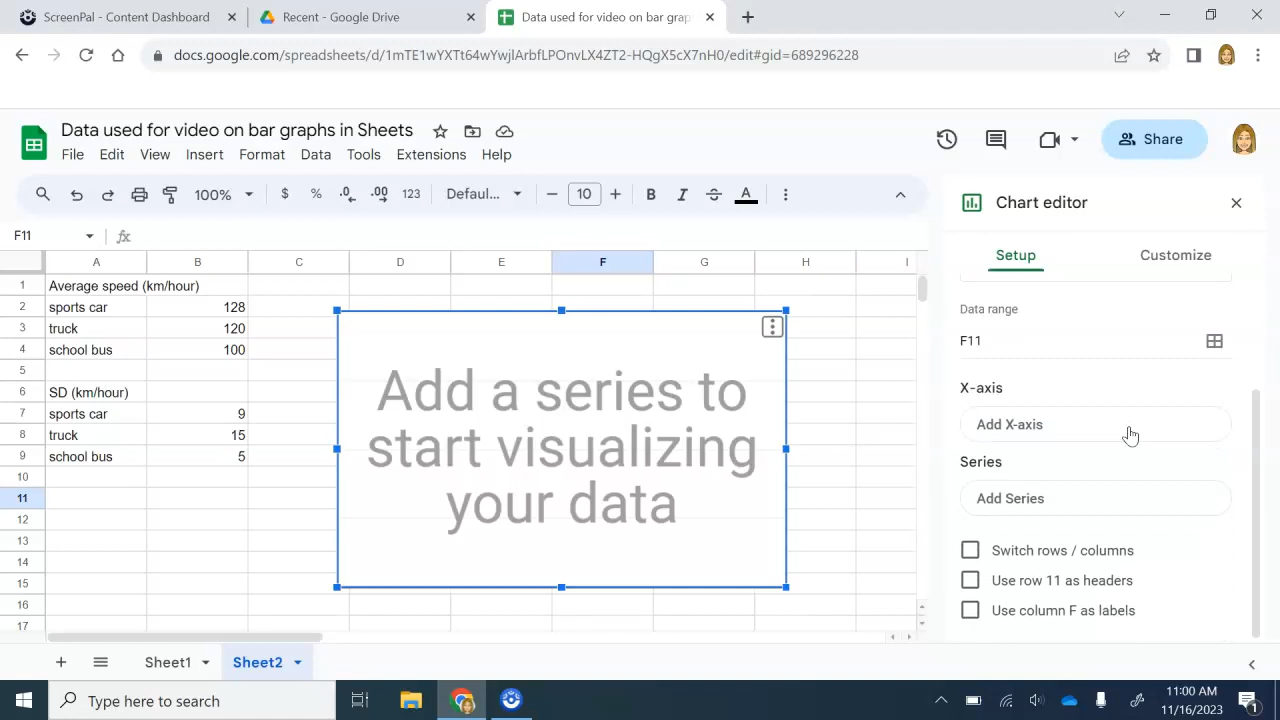 ScreenPal - Content Dashboard
Recent - Google Drive
Data used for video on bar grap
docs.google.com/spreadsheets/d/1mTE1wYXTt64wYwjlArbfLPOnvLX4ZT2-HQgX5cX7nH0/edit#gid=689296228
Data used for video on bar graphs in Sheets
File Edit View Insert Format Data Tools Extensions Help
Share
100% $ % .0 .00 123 Defaul... 10 B I A
F11 fx
A B C D E F G H I
1 Average speed (km/hour)
2 sports car 128
3 truck 120
4 school bus 100
5
6 SD (km/hour)
7 sports car 9
8 truck 15
9 school bus 5
10
11
12
13
14
15
16
17
Add a series to
start visualizing
your data
Chart editor
Setup Customize
Data range
F11
X-axis
Add X-axis
Series
Add Series
Switch rows / columns
Use row 11 as headers
Use column F as labels
Sheet1 Sheet2
Type here to search
11:00 AM
11/16/2023
1